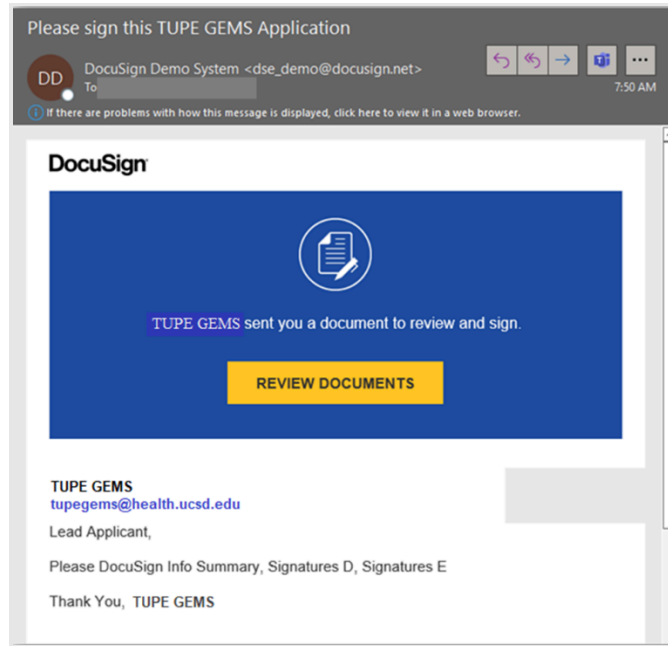 Please sign this TUPE GEMS Application
DD
DocuSign Demo System <dse_demo@docusign.net>
To
7:50 AM
If there are problems with how this message is displayed, click here to view it in a web browser.
DocuSign
TUPE GEMS sent you a document to review and sign.
REVIEW DOCUMENTS
TUPE GEMS
tupegems@health.ucsd.edu
Lead Applicant,
Please DocuSign Info Summary, Signatures D, Signatures E
Thank You, TUPE GEMS